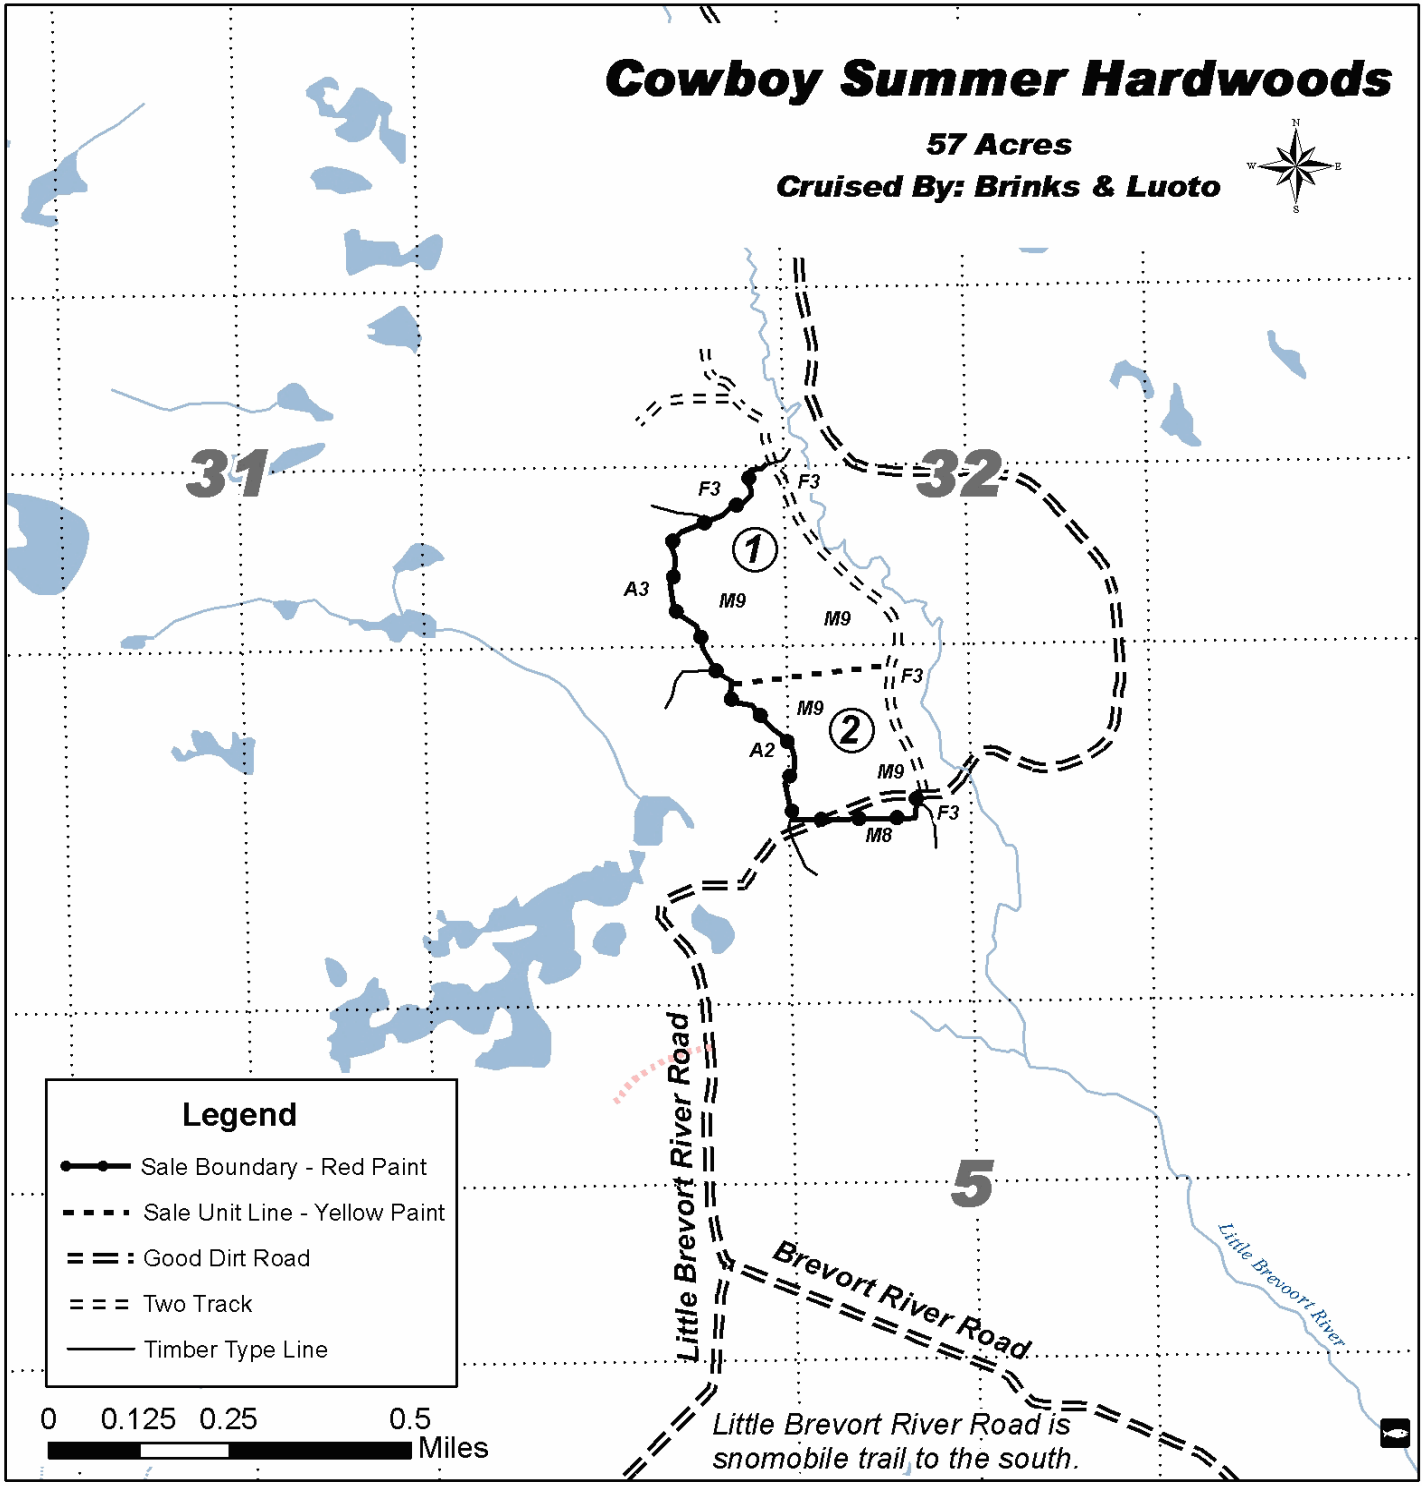 Cowboy Summer Hardwoods
57 Acres
Cruised By: Brinks & Luoto
N
W
E
S
31
32
F3
F3
1
A3
M9
M9
F3
M9
2
A2
M9
F3
M8
Little Brevort River Road
5
Brevort River Road
Little Brevoort River
Legend
Sale Boundary - Red Paint
Sale Unit Line - Yellow Paint
Good Dirt Road
Two Track
Timber Type Line
0 0.125 0.25 0.5
Miles
Little Brevort River Road is
snomobile trail to the south.